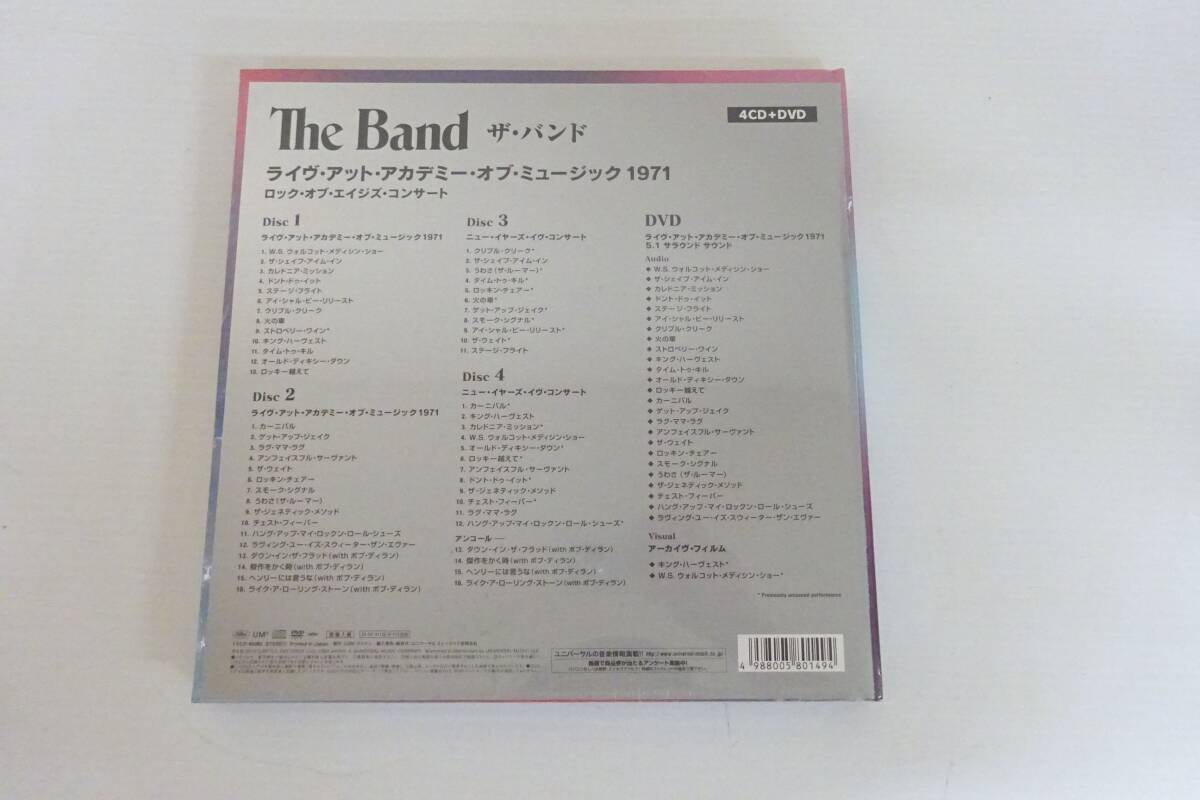 The Band ザ・バンド
4CD+DVD
ライヴ・アット・アカデミー・オブ・ミュージック 1971
ロック・オブ・エイジズ・コンサート
Disc 1
ライヴ・アット・アカデミー・オブ・ミュージック1971
1. W.S. ウォルコット・メディシン・ショー
2. ザ・シェイプ・アイム・イン
3. カレドニア・ミッション
4. ドント・ドゥ・イット
5. ステージ・フライト
6. アイ・シャル・ビー・リリースト
7. クリプル・クリーク
8. 火の車
9. ストロベリー・ワイン*
10. キング・ハーヴェスト
11. タイム・トゥ・キル
12. オールド・ディキシー・ダウン
13. ロッキー越えて
Disc 2
ライヴ・アット・アカデミー・オブ・ミュージック1971
1. カーニバル
2. ゲット・アップ・ジェイク
3. ラグ・ママ・ラグ
4. アンフェイスフル・サーヴァント
5. ザ・ウェイト
6. ロッキン・チェアー
7. スモーク・シグナル
8. うわさ (ザ・ルーマー)
9. ザ・ジェネティック・メソッド
10. チェスト・フィーバー
11. ハング・アップ・マイ・ロックン・ロール・シューズ
12. ラヴィング・ユー・イズ・スウィーター・ザン・エヴァー
13. ダウン・イン・ザ・フラッド (with ボブ・ディラン)
14. 傑作をかく時 (with ボブ・ディラン)
15. ヘンリーには言うな (with ボブ・ディラン)
16. ライク・ア・ローリング・ストーン (with ボブ・ディラン)
Disc 3
ニュー・イヤーズ・イヴ・コンサート
1. クリプル・クリーク*
2. ザ・シェイプ・アイム・イン
3. うわさ (ザ・ルーマー)*
4. タイム・トゥ・キル*
5. ロッキン・チェアー*
6. 火の車*
7. ゲット・アップ・ジェイク*
8. スモーク・シグナル*
9. アイ・シャル・ビー・リリースト*
10. ザ・ウェイト*
11. ステージ・フライト
Disc 4
ニュー・イヤーズ・イヴ・コンサート
1. カーニバル*
2. キング・ハーヴェスト
3. カレドニア・ミッション*
4. W.S. ウォルコット・メディシン・ショー
5. オールド・ディキシー・ダウン*
6. ロッキー越えて*
7. アンフェイスフル・サーヴァント
8. ドント・ドゥ・イット*
9. ザ・ジェネティック・メソッド
10. チェスト・フィーバー*
11. ラグ・ママ・ラグ
12. ハング・アップ・マイ・ロックン・ロール・シューズ*
アンコール—
13. ダウン・イン・ザ・フラッド (with ボブ・ディラン)
14. 傑作をかく時 (with ボブ・ディラン)
15. ヘンリーには言うな (with ボブ・ディラン)
16. ライク・ア・ローリング・ストーン (with ボブ・ディラン)
DVD
ライヴ・アット・アカデミー・オブ・ミュージック1971
5.1 サラウンド サウンド
Audio
◆ W.S. ウォルコット・メディシン・ショー
◆ ザ・シェイプ・アイム・イン
◆ カレドニア・ミッション
◆ ドント・ドゥ・イット
◆ ステージ・フライト
◆ アイ・シャル・ビー・リリースト
◆ クリプル・クリーク
◆ 火の車
◆ ストロベリー・ワイン
◆ キング・ハーヴェスト
◆ タイム・トゥ・キル
◆ オールド・ディキシー・ダウン
◆ ロッキー越えて
◆ カーニバル
◆ ゲット・アップ・ジェイク
◆ ラグ・ママ・ラグ
◆ アンフェイスフル・サーヴァント
◆ ザ・ウェイト
◆ ロッキン・チェアー
◆ スモーク・シグナル
◆ うわさ (ザ・ルーマー)
◆ ザ・ジェネティック・メソッド
◆ チェスト・フィーバー
◆ ハング・アップ・マイ・ロックン・ロール・シューズ
◆ ラヴィング・ユー・イズ・スウィーター・ザン・エヴァー
Visual
アーカイヴ・フィルム
◆ キング・ハーヴェスト*
◆ W.S. ウォルコット・メディシン・ショー*
* Previously unissued performance
UMe
ユニバーサルの音楽情報満載!! http://www.universal-music.co.jp
抽選で商品券が当たるアンケート実施中!
4 988005 801494